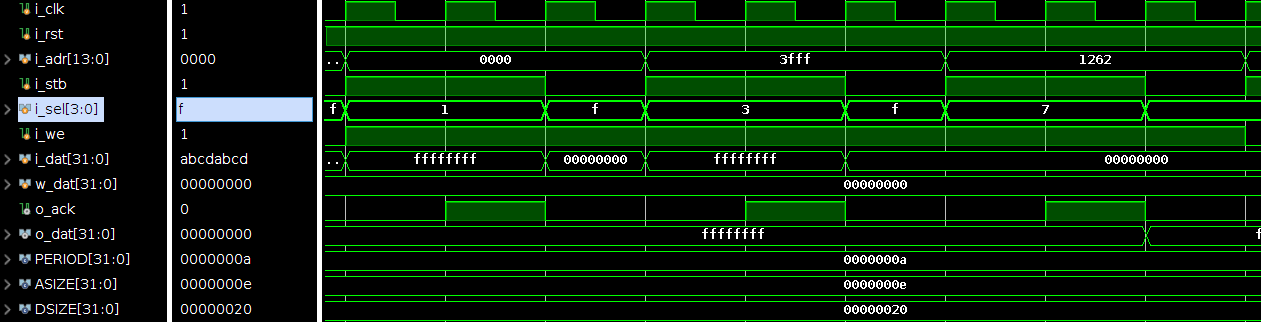 i_clk 1
i_rst 1
i_adr[13:0] 0000 .. 0000 3fff 1262
i_stb 1
i_sel[3:0] f f 1 f 3 f 7
i_we 1
i_dat[31:0] abcdabcd .. ffffffff 00000000 ffffffff 00000000
w_dat[31:0] 00000000 00000000
o_ack 0
o_dat[31:0] 00000000 ffffffff f
PERIOD[31:0] 0000000a 0000000a
ASIZE[31:0] 0000000e 0000000e
DSIZE[31:0] 00000020 00000020